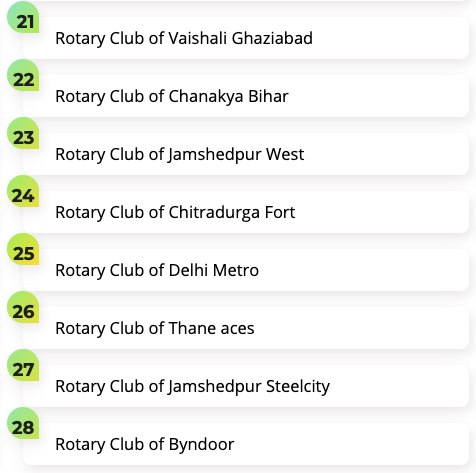 21
Rotary Club of Vaishali Ghaziabad
22
Rotary Club of Chanakya Bihar
23
Rotary Club of Jamshedpur West
24
Rotary Club of Chitradurga Fort
25
Rotary Club of Delhi Metro
26
Rotary Club of Thane aces
27
Rotary Club of Jamshedpur Steelcity
28
Rotary Club of Byndoor